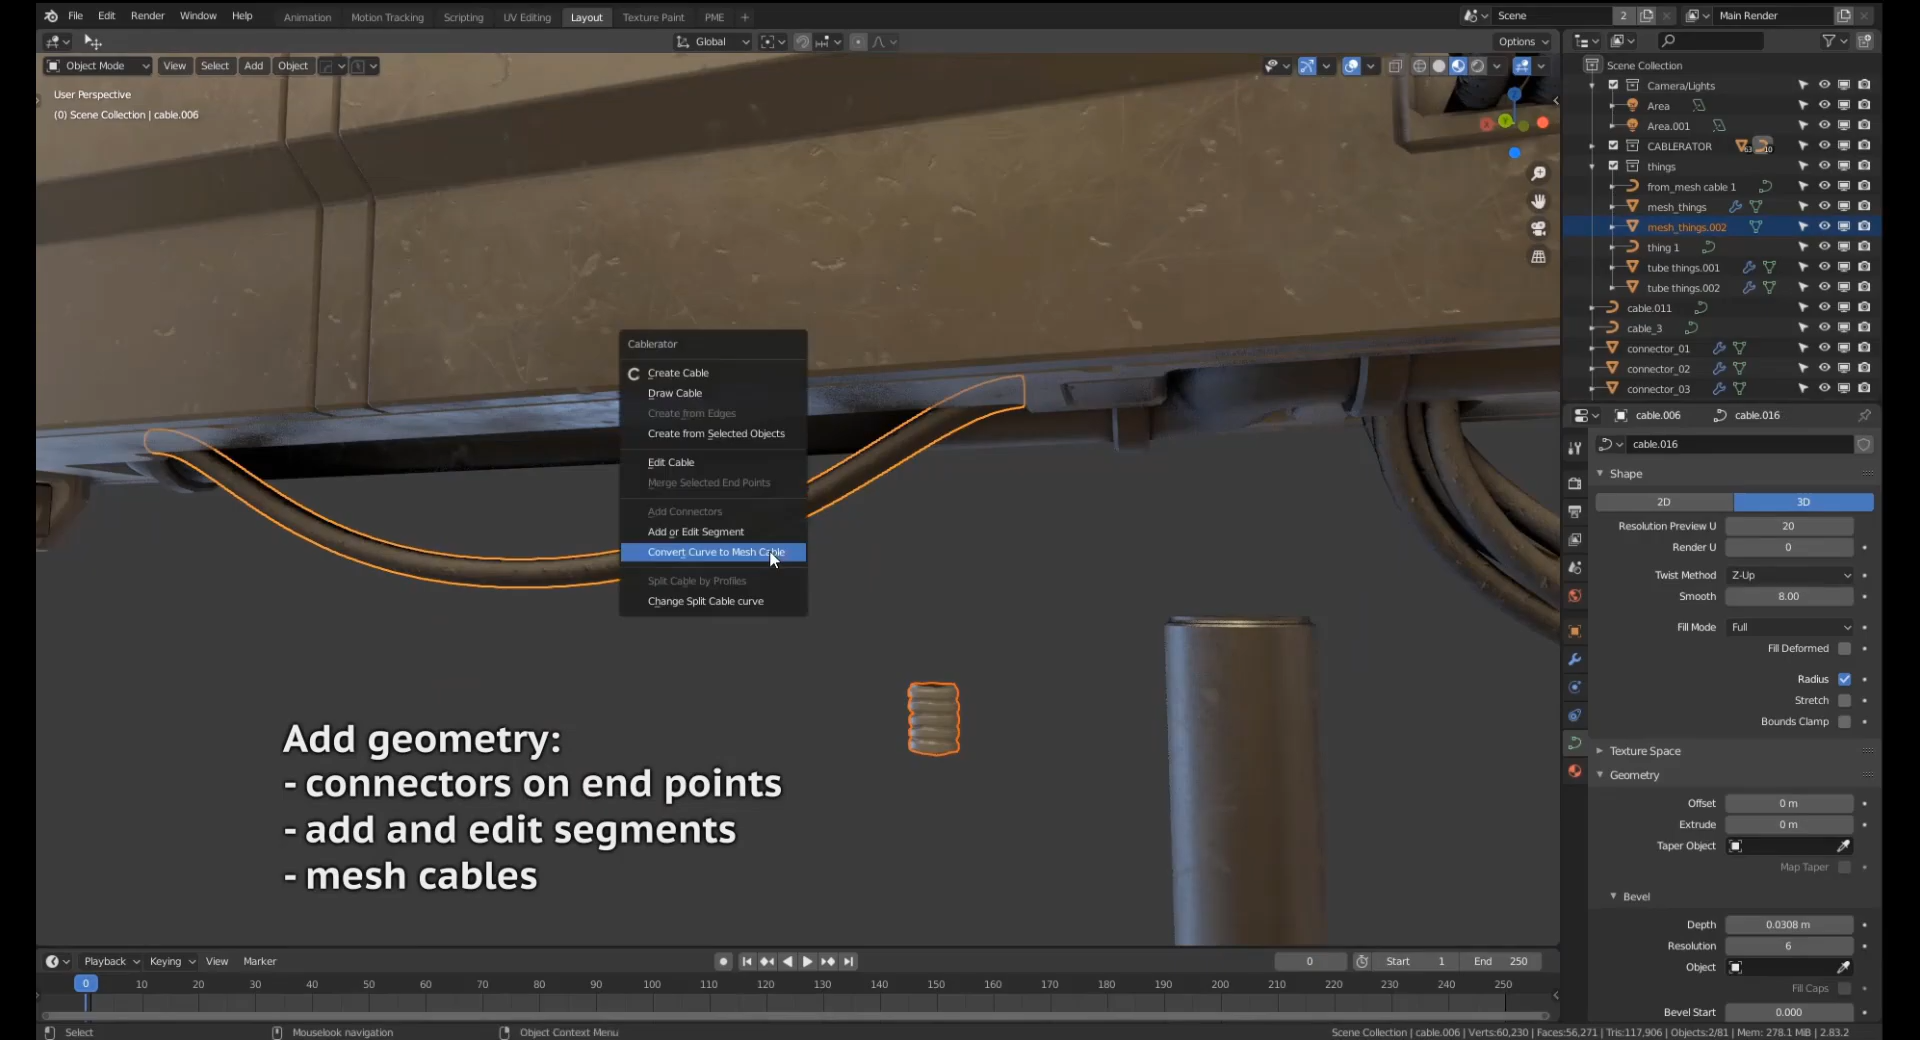 File Edit Render Window Help
Animation Motion Tracking Scripting UV Editing Layout Texture Paint PME +
Scene 2 Main Render
Global Options
Object Mode View Select Add Object
User Perspective
(0) Scene Collection | cable.006
Cablerator
Create Cable
Draw Cable
Create from Edges
Create from Selected Objects
Edit Cable
Merge Selected End Points
Add Connectors
Add or Edit Segment
Convert Curve to Mesh Cable
Split Cable by Profiles
Change Split Cable curve
Add geometry:
- connectors on end points
- add and edit segments
- mesh cables
Scene Collection
Camera/Lights
Area
Area.001
CABLERATOR 63 10
things
from_mesh cable 1
mesh_things
mesh_things.002
thing 1
tube things.001
tube things.002
cable.011
cable_3
connector_01
connector_02
connector_03
cable.006 cable.016
cable.016
Shape
2D 3D
Resolution Preview U 20
Render U 0
Twist Method Z-Up
Smooth 8.00
Fill Mode Full
Fill Deformed
Radius
Stretch
Bounds Clamp
Texture Space
Geometry
Offset 0 m
Extrude 0 m
Taper Object
Map Taper
Bevel
Depth 0.0308 m
Resolution 6
Object
Fill Caps
Bevel Start 0.000
Playback Keying View Marker 0 Start 1 End 250
0 10 20 30 40 50 60 70 80 90 100 110 120 130 140 150 160 170 180 190 200 210 220 230 240 250
Select Mouselook navigation Object Context Menu Scene Collection | cable.006 | Verts:60,230 | Faces:56,271 | Tris:117,906 | Objects:2/81 | Mem: 278.1 MiB | 2.83.2